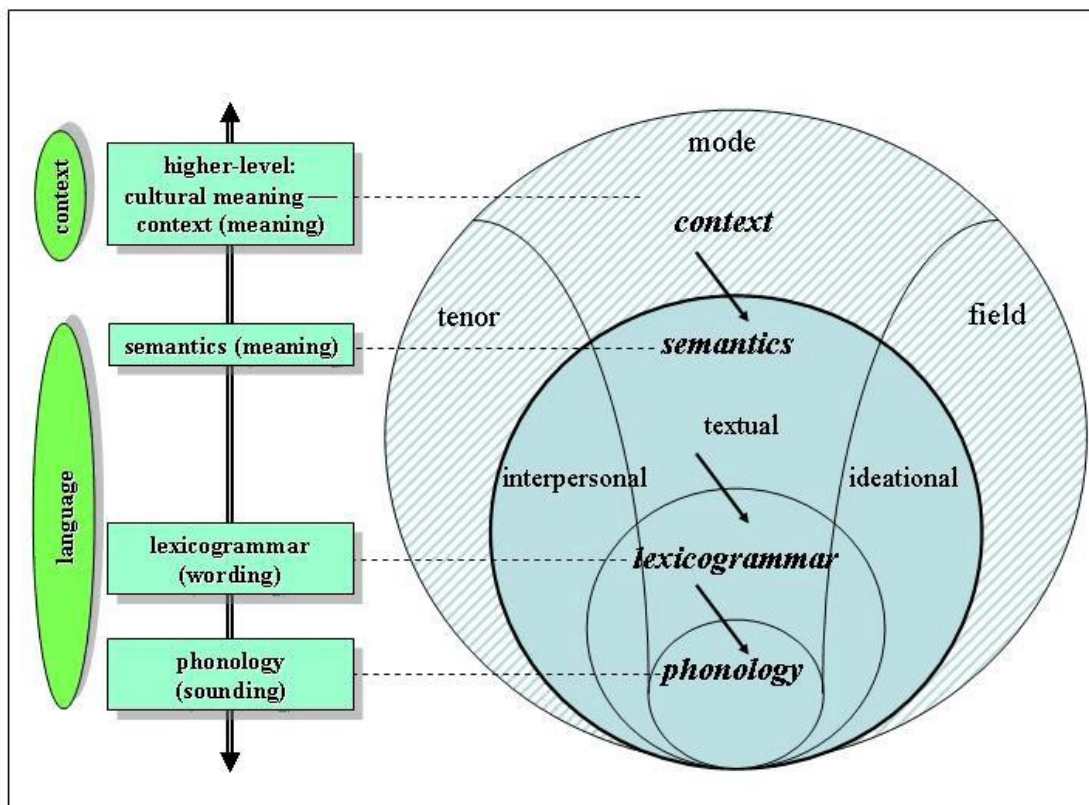 context
higher-level:
cultural meaning —
context (meaning)
semantics (meaning)
language
lexicogrammar
(wording)
phonology
(sounding)
mode
context
tenor
field
semantics
textual
interpersonal
ideational
lexicogrammar
phonology